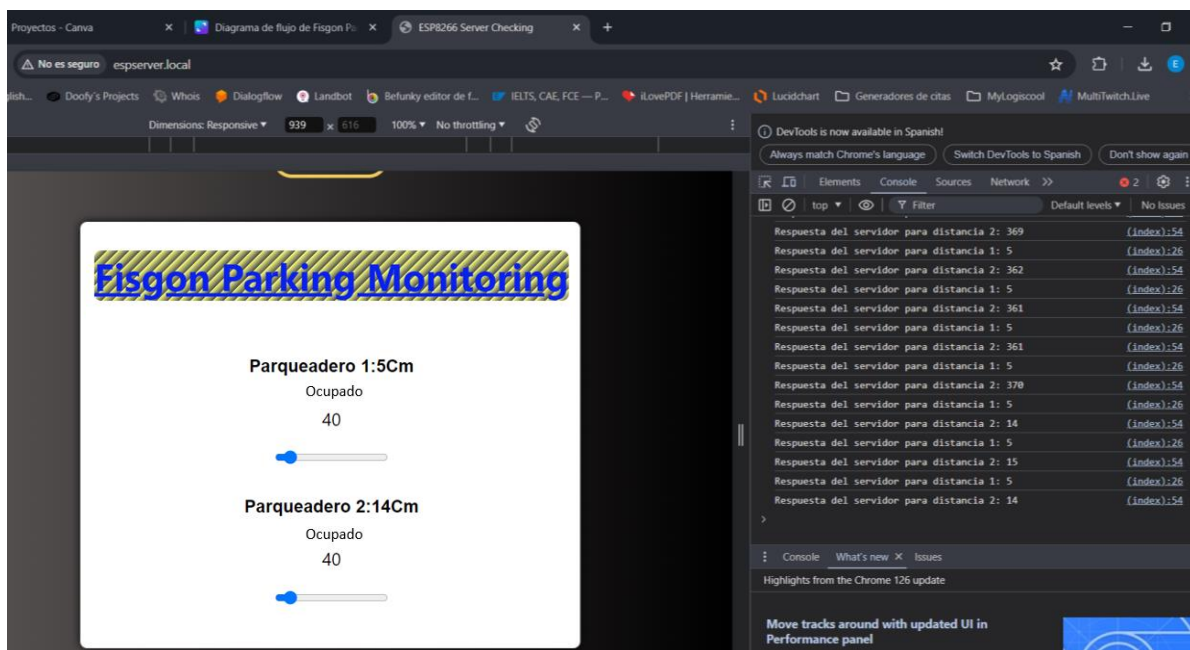 Proyectos - Canva
Diagrama de flujo de Fisgon Pa
ESP8266 Server Checking
No es seguro espserver.local
glish... Doofy's Projects Whois Dialogflow Landbot Befunky editor de f... IELTS, CAE, FCE — P... iLovePDF | Herramie... Lucidchart Generadores de citas MyLogiscool MultiTwitch.Live
Dimensions: Responsive 939 x 616 100% No throttling
DevTools is now available in Spanish!
Always match Chrome's language Switch DevTools to Spanish Don't show again
Elements Console Sources Network 2
top Filter Default levels No Issues
Respuesta del servidor para distancia 2: 369 (index):54
Respuesta del servidor para distancia 1: 5 (index):26
Respuesta del servidor para distancia 2: 362 (index):54
Respuesta del servidor para distancia 1: 5 (index):26
Respuesta del servidor para distancia 2: 361 (index):54
Respuesta del servidor para distancia 1: 5 (index):26
Respuesta del servidor para distancia 2: 361 (index):54
Respuesta del servidor para distancia 1: 5 (index):26
Respuesta del servidor para distancia 2: 370 (index):54
Respuesta del servidor para distancia 1: 5 (index):26
Respuesta del servidor para distancia 2: 14 (index):54
Respuesta del servidor para distancia 1: 5 (index):26
Respuesta del servidor para distancia 2: 15 (index):54
Respuesta del servidor para distancia 1: 5 (index):26
Respuesta del servidor para distancia 2: 14 (index):54
Console What's new Issues
Highlights from the Chrome 126 update
Move tracks around with updated UI in
Performance panel
Fisgon Parking Monitoring
Parqueadero 1:5Cm
Ocupado
40
Parqueadero 2:14Cm
Ocupado
40